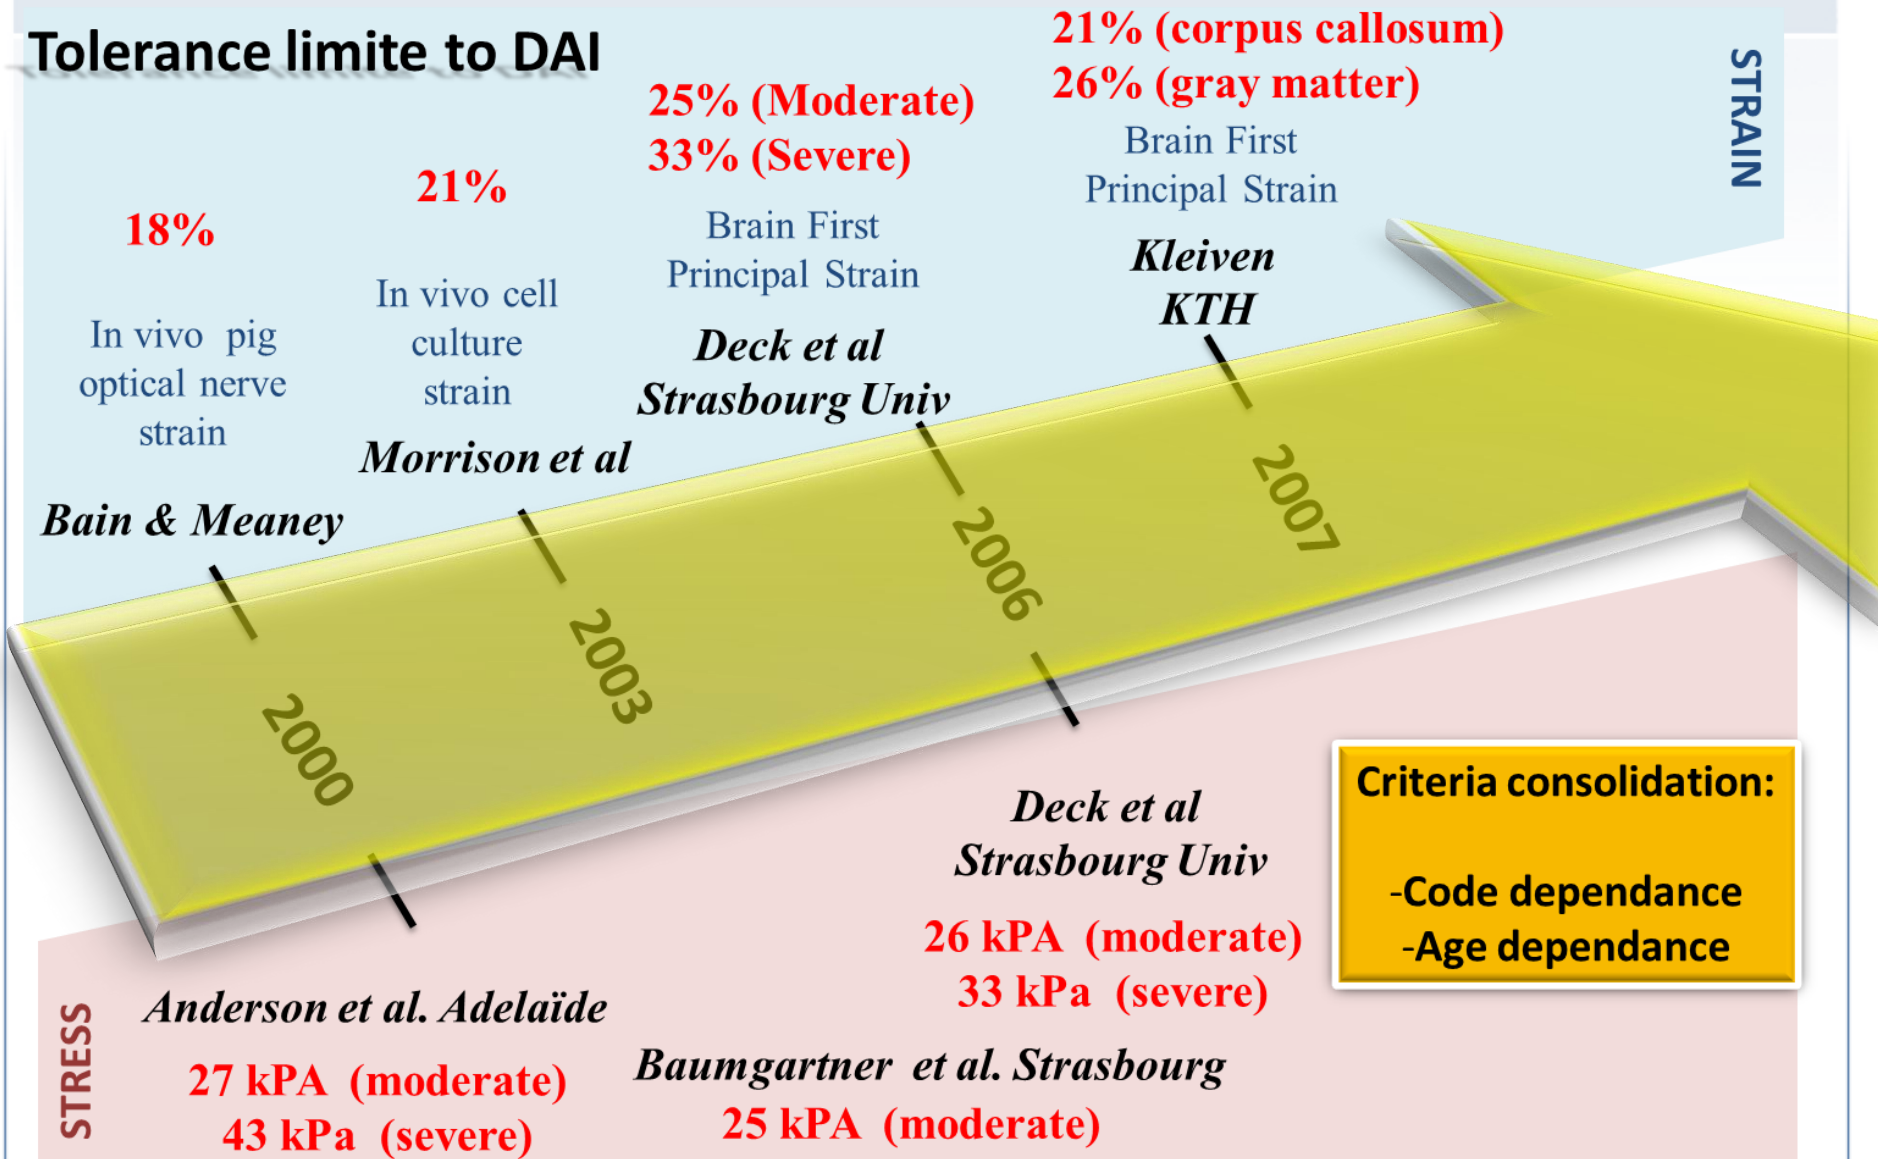 Tolerance limite to DAI
18%
In vivo pig
optical nerve
strain
Bain & Meaney
21%
In vivo cell
culture
strain
Morrison et al
25% (Moderate)
33% (Severe)
Brain First
Principal Strain
Deck et al
Strasbourg Univ
21% (corpus callosum)
26% (gray matter)
Brain First
Principal Strain
Kleiven
KTH
STRAIN
2000
2003
2006
2007
STRESS
Anderson et al. Adelaïde
27 kPA (moderate)
43 kPa (severe)
Baumgartner et al. Strasbourg
25 kPA (moderate)
Deck et al
Strasbourg Univ
26 kPA (moderate)
33 kPa (severe)
Criteria consolidation:
-Code dependance
-Age dependance